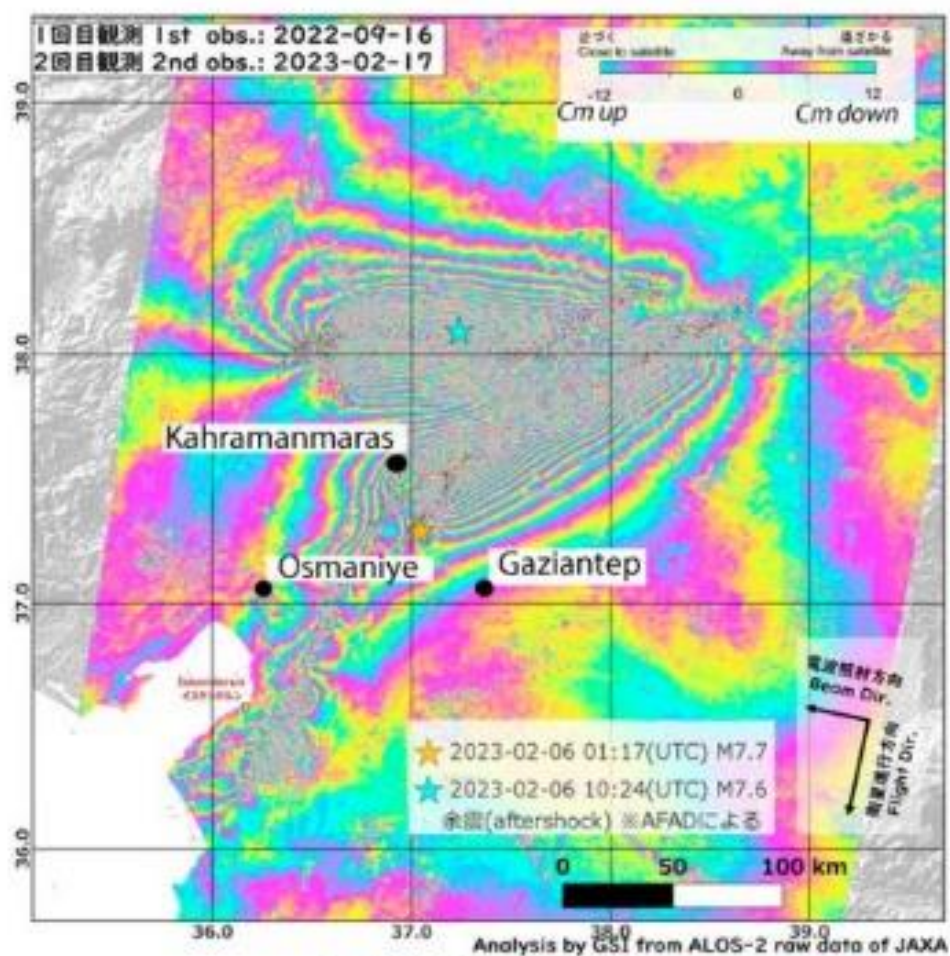 1回目観測 1st obs.: 2022-09-16
2回目観測 2nd obs.: 2023-02-17
近づく 遠ざかる
Close to satellite Away from satellite
-12 0 12
Cm up Cm down
39.0
38.0
Kahramanmaras
Osmaniye
Gaziantep
37.0
電波照射方向
Beam Dir.
衛星進行方向
Flight Dir.
2023-02-06 01:17(UTC) M7.7
2023-02-06 10:24(UTC) M7.6
余震(aftershock) ※AFADによる
36.0
0 50 100 km
36.0 37.0 38.0 39.0
Analysis by GSI from ALOS-2 raw data of JAXA